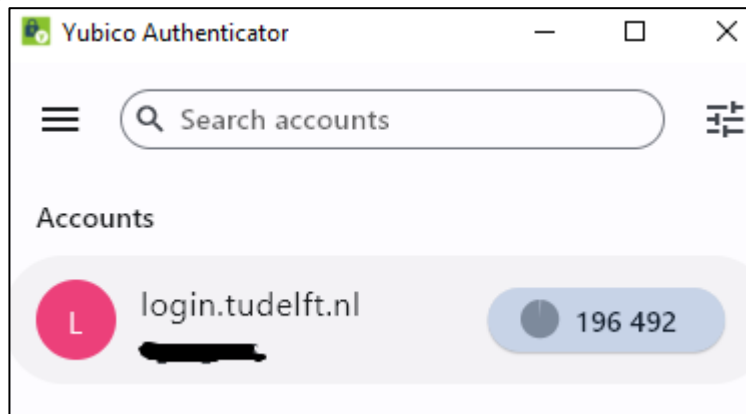 Yubico Authenticator
Search accounts
Accounts
L
login.tudelft.nl
196 492